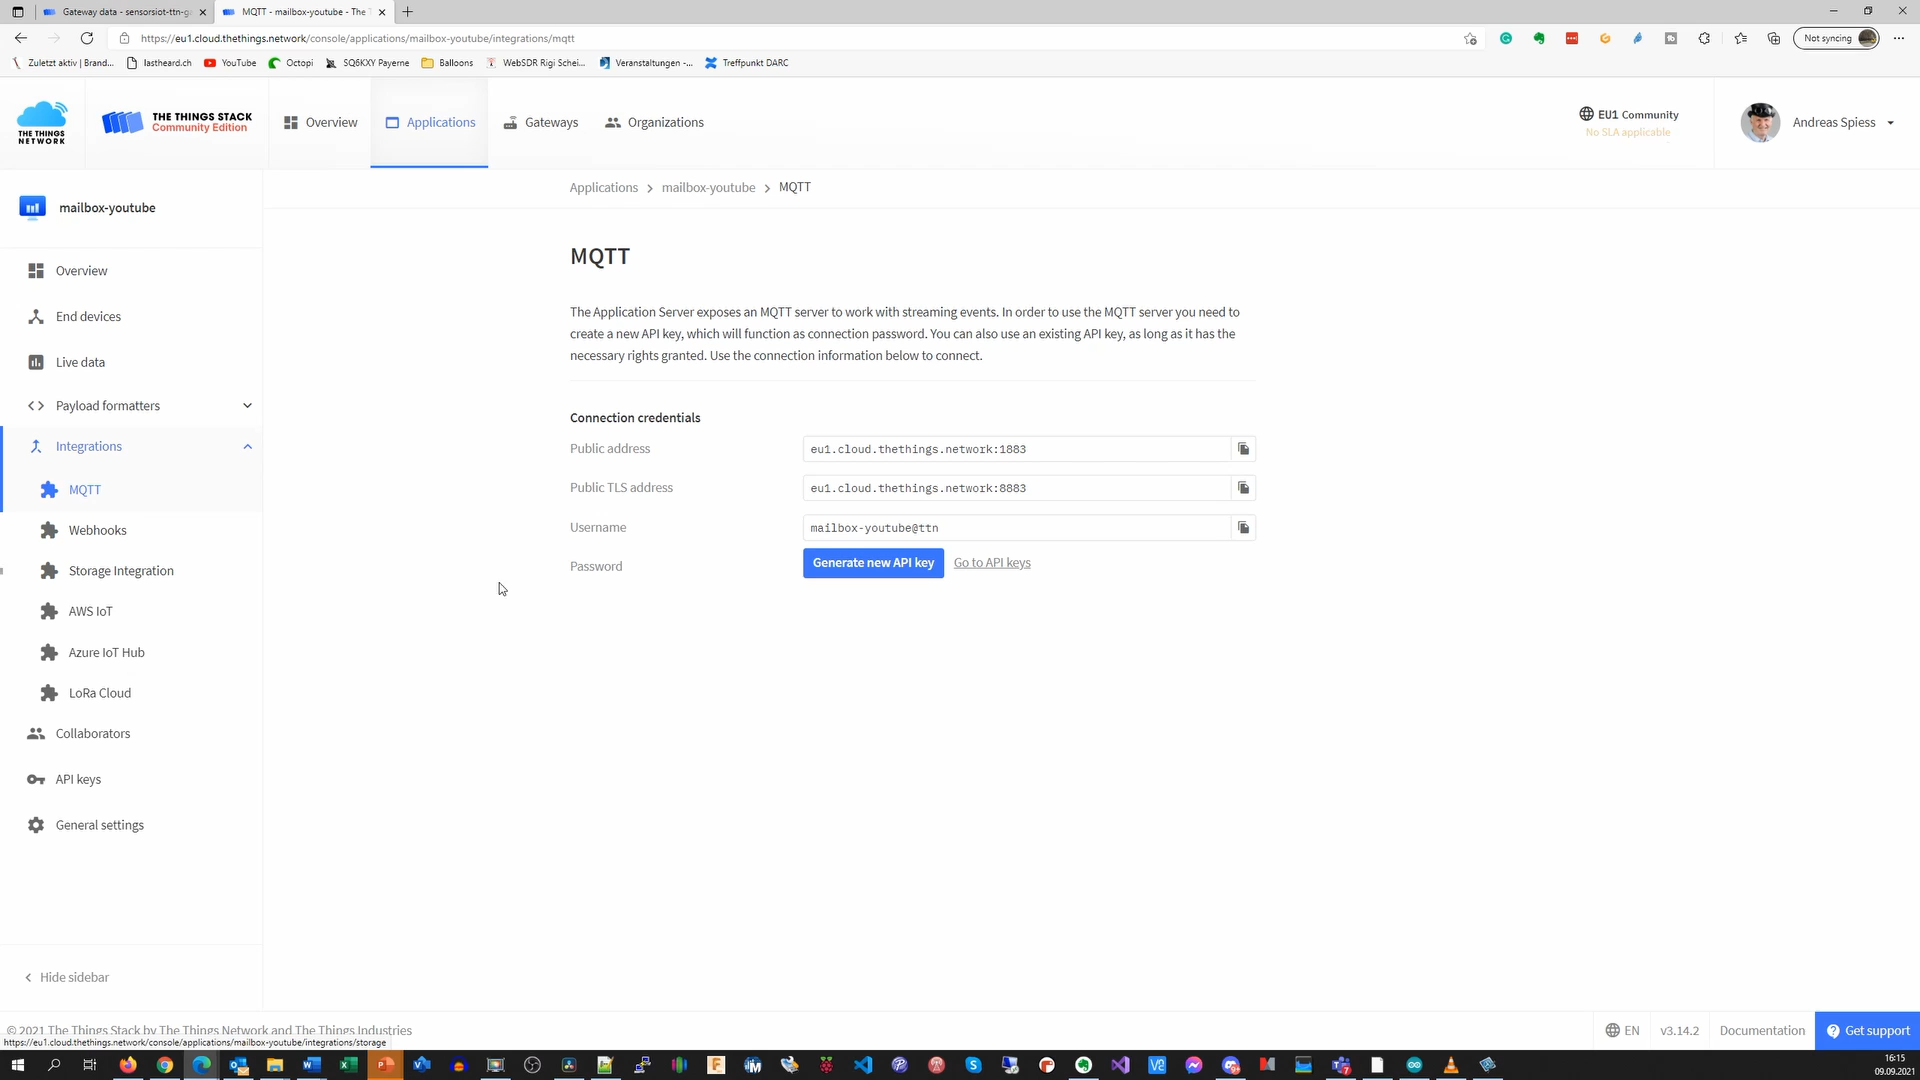 Gateway data - sensorsiot-ttn-g
MQTT - mailbox-youtube - The T
https://eu1.cloud.thethings.network/console/applications/mailbox-youtube/integrations/mqtt
Not syncing
Zuletzt aktiv | Brand...
lastheard.ch
YouTube
Octopi
SQ6KXY Payerne
Balloons
WebSDR Rigi Schei...
Veranstaltungen -...
Treffpunkt DARC
THE THINGS NETWORK
THE THINGS STACK
Community Edition
Overview
Applications
Gateways
Organizations
EU1 Community
No SLA applicable
Andreas Spiess
mailbox-youtube
Applications > mailbox-youtube > MQTT
Overview
End devices
Live data
Payload formatters
Integrations
MQTT
Webhooks
Storage Integration
AWS IoT
Azure IoT Hub
LoRa Cloud
Collaborators
API keys
General settings
Hide sidebar
MQTT
The Application Server exposes an MQTT server to work with streaming events. In order to use the MQTT server you need to
create a new API key, which will function as connection password. You can also use an existing API key, as long as it has the
necessary rights granted. Use the connection information below to connect.
Connection credentials
Public address
eu1.cloud.thethings.network:1883
Public TLS address
eu1.cloud.thethings.network:8883
Username
mailbox-youtube@ttn
Password
Generate new API key
Go to API keys
© 2021 The Things Stack by The Things Network and The Things Industries
https://eu1.cloud.thethings.network/console/applications/mailbox-youtube/integrations/storage
EN
v3.14.2
Documentation
Get support
16:15
09.09.2021